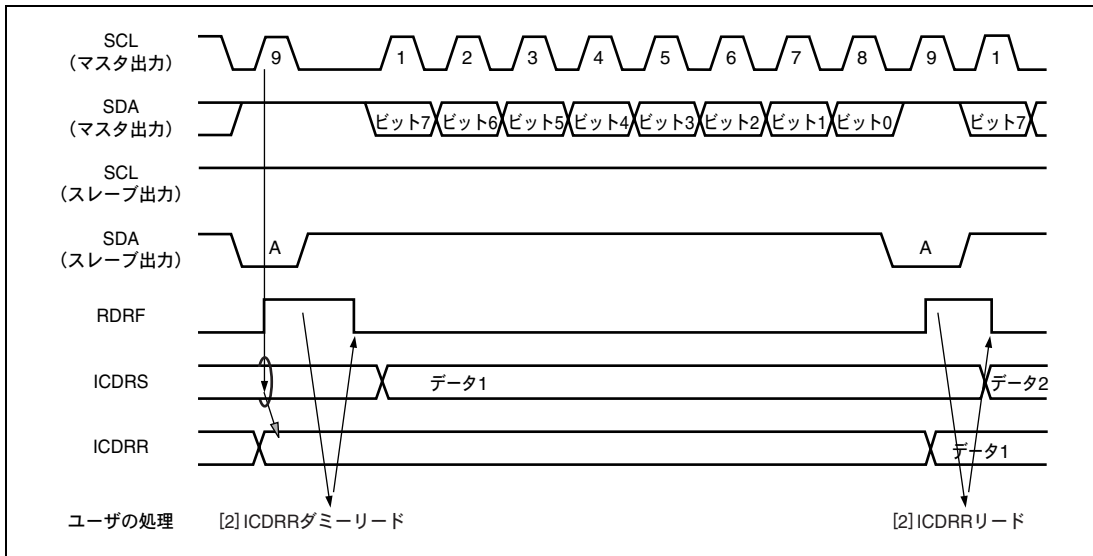 SCL
（マスタ出力）
9 1 2 3 4 5 6 7 8 9 1
SDA
（マスタ出力）
ビット7 ビット6 ビット5 ビット4 ビット3 ビット2 ビット1 ビット0 ビット7
SCL
（スレーブ出力）
SDA
（スレーブ出力）
A A
RDRF
ICDRS
データ1 データ2
ICDRR
データ1
ユーザの処理 [2] ICDRRダミーリード [2] ICDRRリード